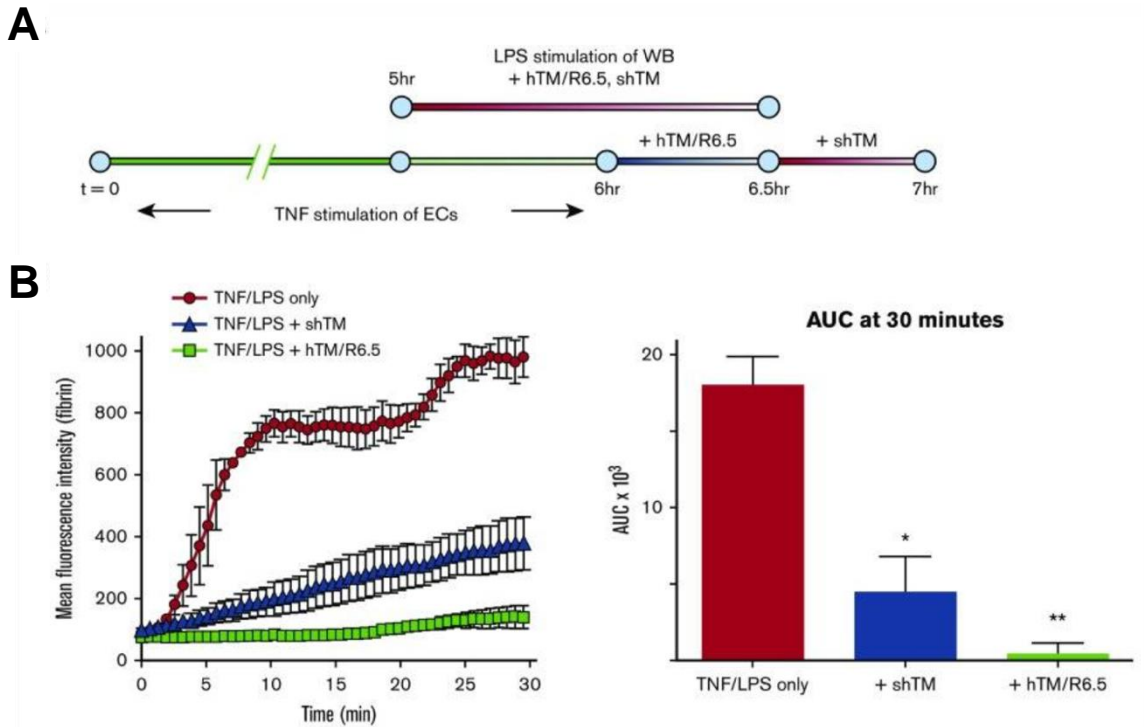 A
LPS stimulation of WB
+ hTM/R6.5, shTM
5hr
+ hTM/R6.5
+ shTM
t = 0
6hr
6.5hr
7hr
TNF stimulation of ECs
B
TNF/LPS only
TNF/LPS + shTM
TNF/LPS + hTM/R6.5
Mean fluorescence intensity (fibrin)
1000
800
600
400
200
0
0 5 10 15 20 25 30
Time (min)
AUC at 30 minutes
AUC x 10³
20
10
*
**
TNF/LPS only
+ shTM
+ hTM/R6.5